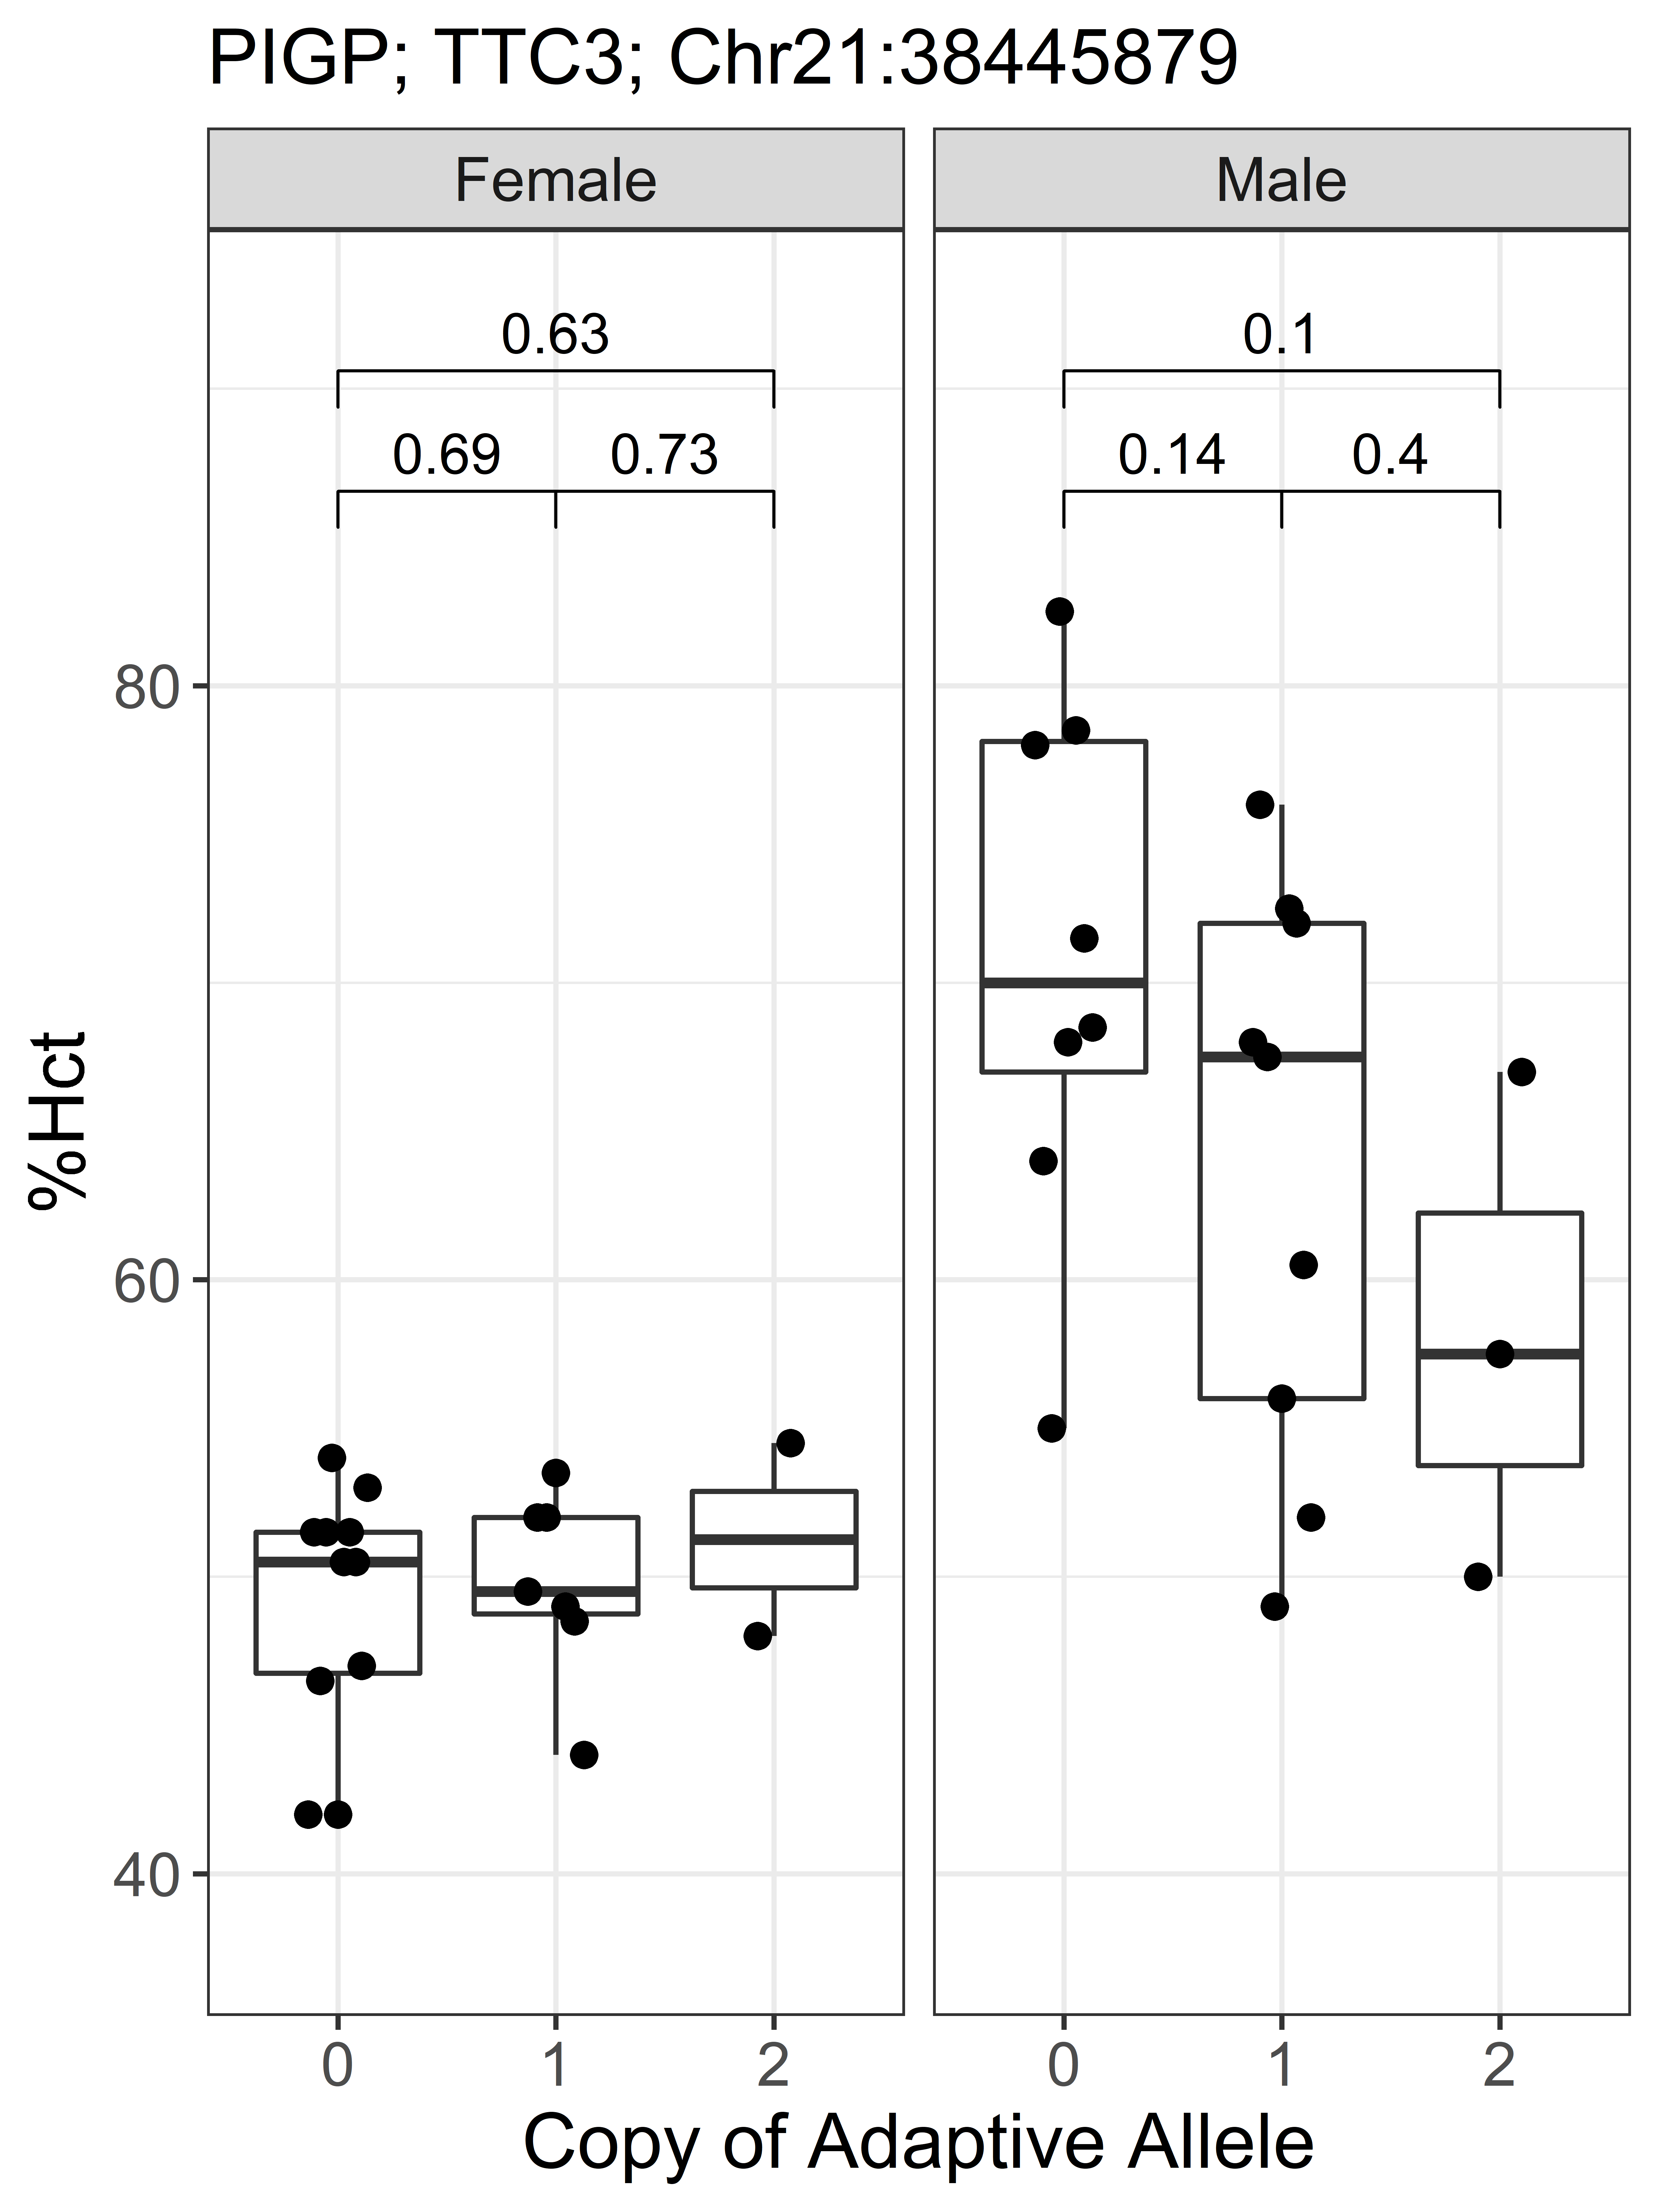 PIGP; TTC3; Chr21:38445879
Female
Male
0.63
0.1
0.69
0.73
0.14
0.4
80
60
40
%Hct
0 1 2
0 1 2
Copy of Adaptive Allele